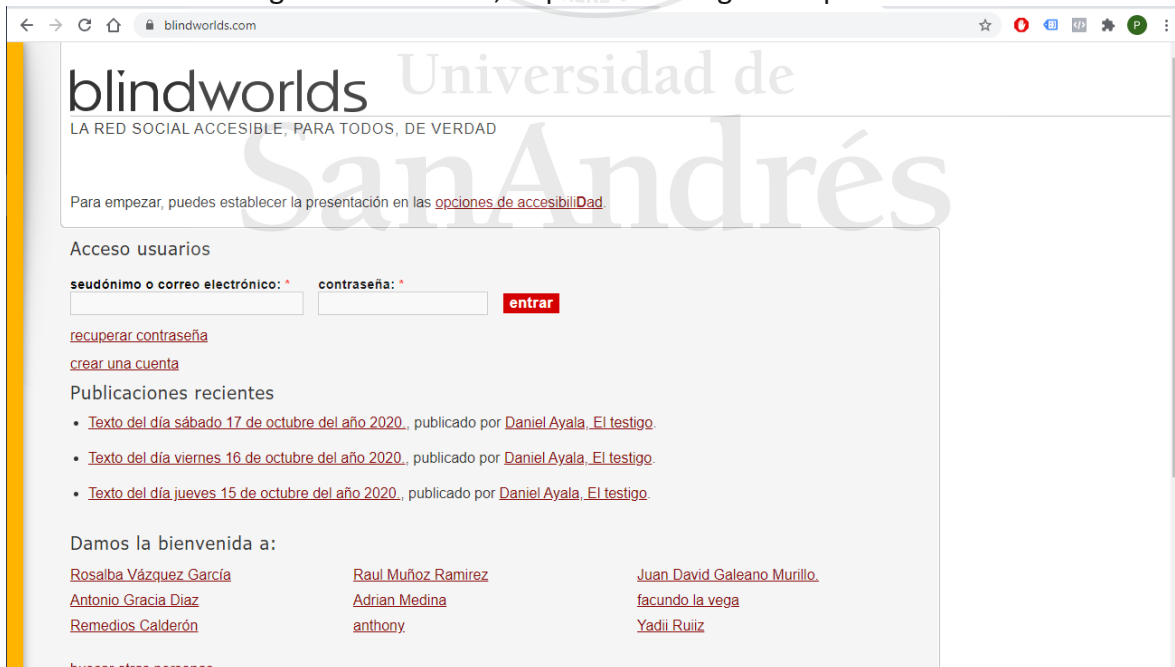 blindworlds.com
P
Universidad de
SanAndrés
blindworlds
LA RED SOCIAL ACCESIBLE, PARA TODOS, DE VERDAD
Para empezar, puedes establecer la presentación en las opciones de accesibiliDad.
Acceso usuarios
seudónimo o correo electrónico: * contraseña: *
entrar
recuperar contraseña
crear una cuenta
Publicaciones recientes
• Texto del día sábado 17 de octubre del año 2020., publicado por Daniel Ayala, El testigo.
• Texto del día viernes 16 de octubre del año 2020., publicado por Daniel Ayala, El testigo.
• Texto del día jueves 15 de octubre del año 2020., publicado por Daniel Ayala, El testigo.
Damos la bienvenida a:
Rosalba Vázquez García Raul Muñoz Ramirez Juan David Galeano Murillo.
Antonio Gracia Diaz Adrian Medina facundo la vega
Remedios Calderón anthony Yadii Ruiiz